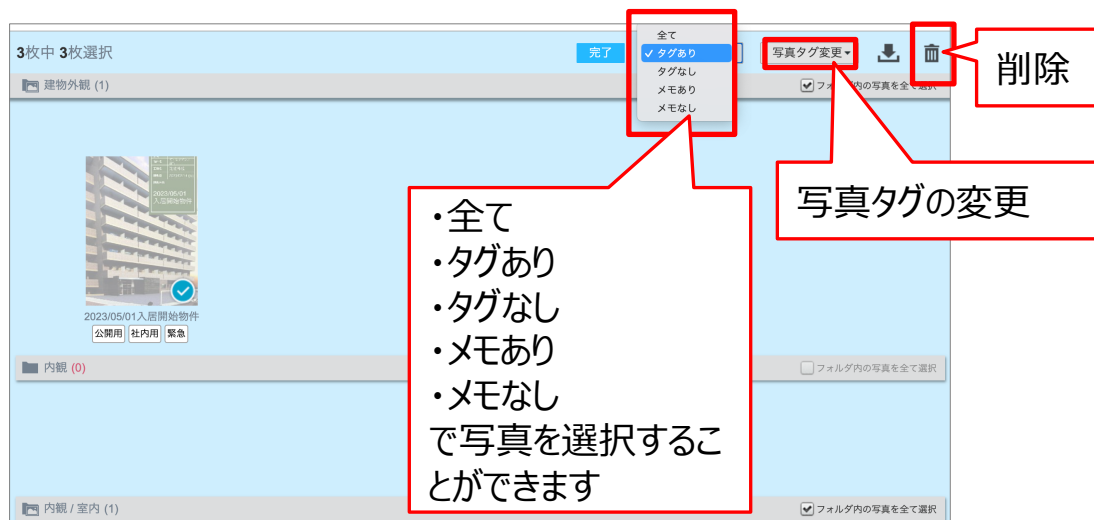 3枚中 3枚選択
完了
全て
✓ タグあり
タグなし
メモあり
メモなし
写真タグ変更▾
削除
建物外観 (1)
フォルダ内の写真を全て選択
写真タグの変更
2023/05/01
入居開始物件
2023/05/01入居開始物件
公開用 社内用 緊急
・全て
・タグあり
・タグなし
・メモあり
・メモなし
で写真を選択するこ
とができます
内観 (0)
フォルダ内の写真を全て選択
内観 / 室内 (1)
フォルダ内の写真を全て選択